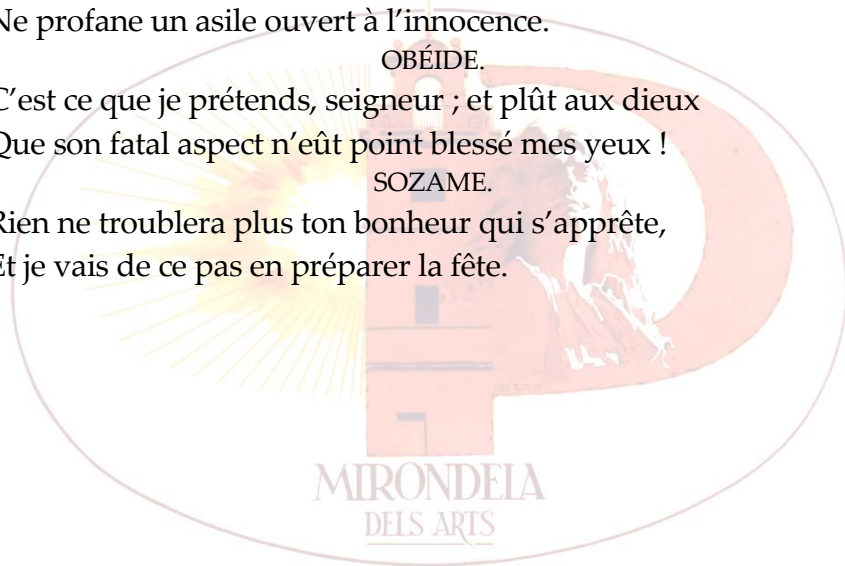 Ne profane un asile ouvert à l’innocence.
OBÉIDE.
C’est ce que je prétends, seigneur ; et plût aux dieux
Que son fatal aspect n’eût point blessé mes yeux !
SOZAME.
Rien ne troublera plus ton bonheur qui s’apprête,
Et je vais de ce pas en préparer la fête.
MIRONDELA
DELS ARTS